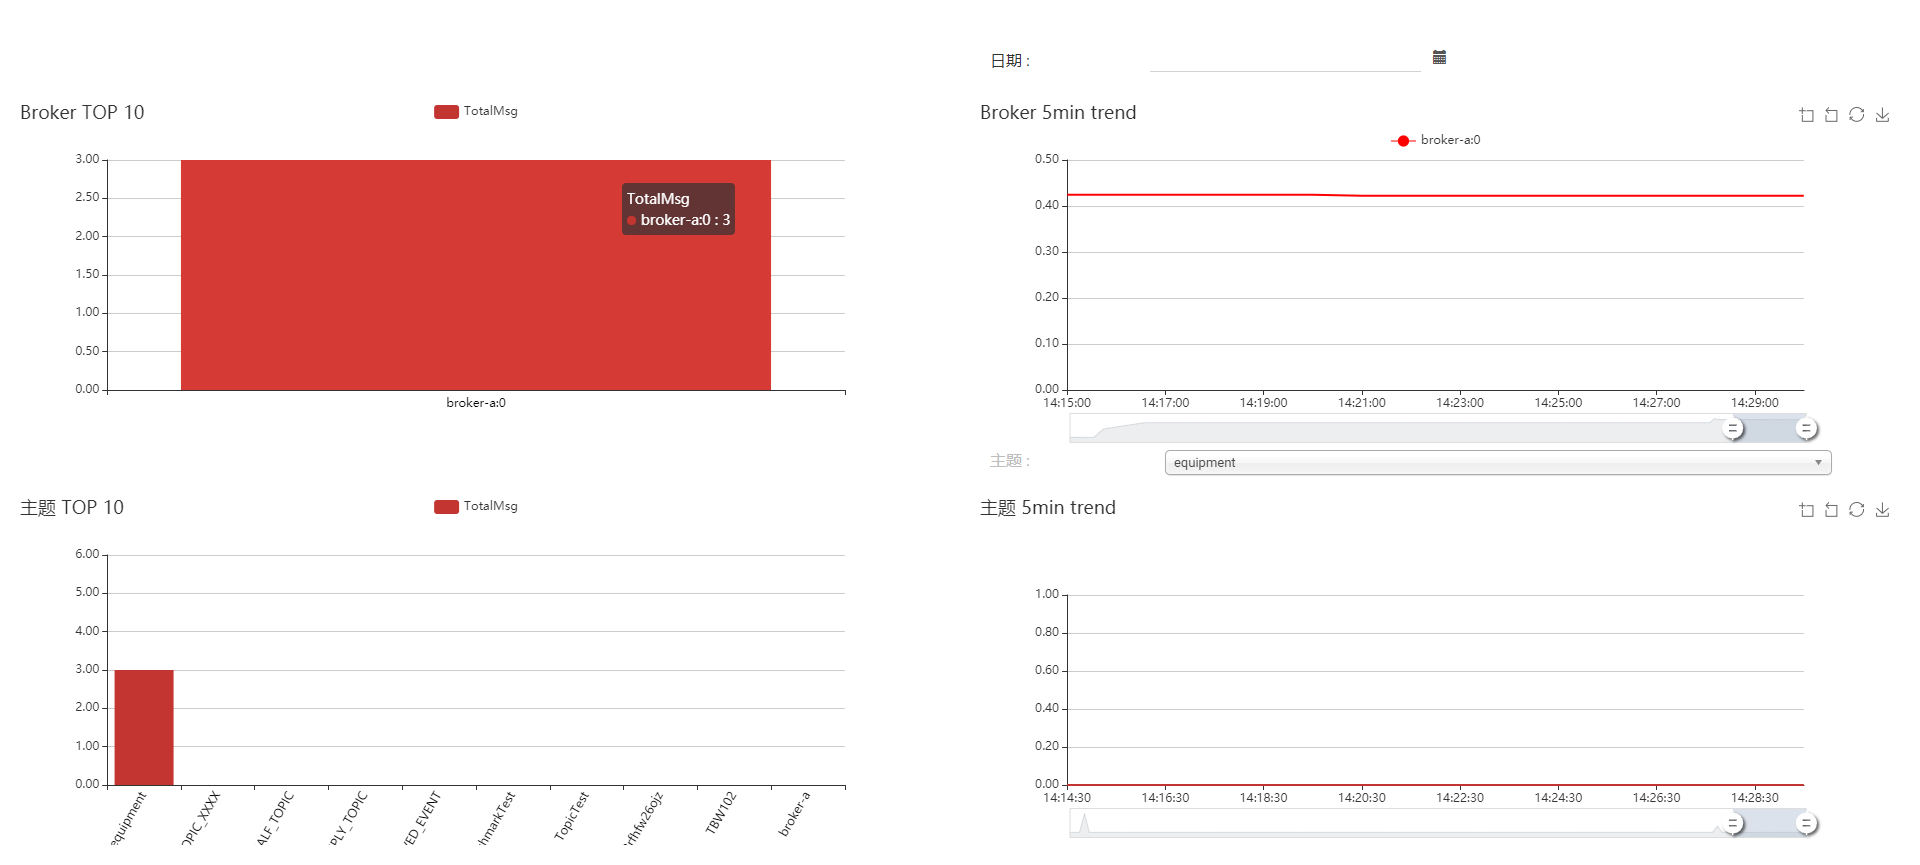 日期 :
Broker TOP 10
TotalMsg
3.00
2.50
2.00
1.50
1.00
0.50
0.00
TotalMsg
broker-a:0 : 3
broker-a:0
Broker 5min trend
broker-a:0
0.50
0.40
0.30
0.20
0.10
0.00
14:15:00 14:17:00 14:19:00 14:21:00 14:23:00 14:25:00 14:27:00 14:29:00
主题 :
equipment
主题 TOP 10
TotalMsg
6.00
5.00
4.00
3.00
2.00
1.00
0.00
equipment
OPIC_XXXX
ALF_TOPIC
PLY_TOPIC
VED_EVENT
hmarkTest
TopicTest
rfhfw26ojz
TBW102
broker-a
主题 5min trend
1.00
0.80
0.60
0.40
0.20
0.00
14:14:30 14:16:30 14:18:30 14:20:30 14:22:30 14:24:30 14:26:30 14:28:30